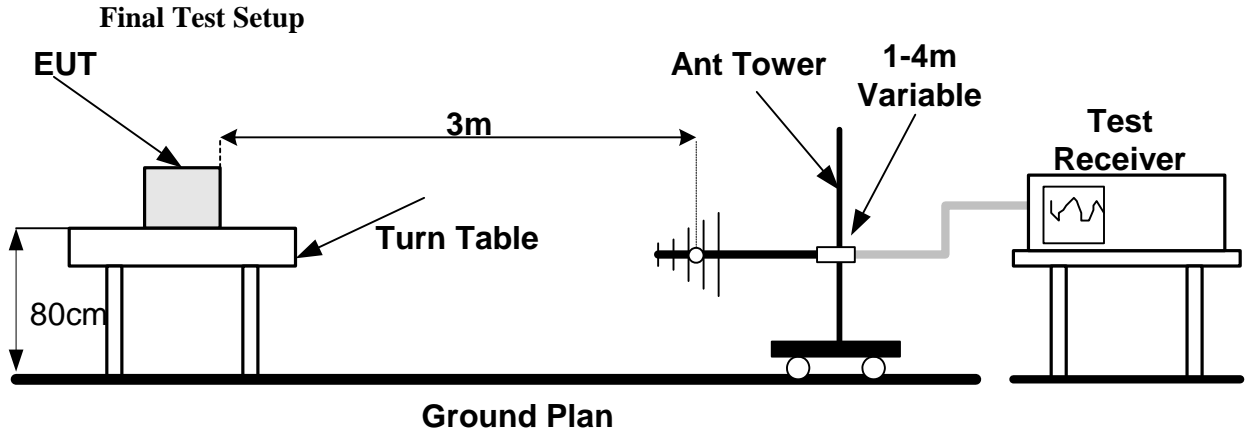 Final Test Setup
EUT
Ant Tower
1-4m
Variable
3m
Test
Receiver
Turn Table
80cm
Ground Plan